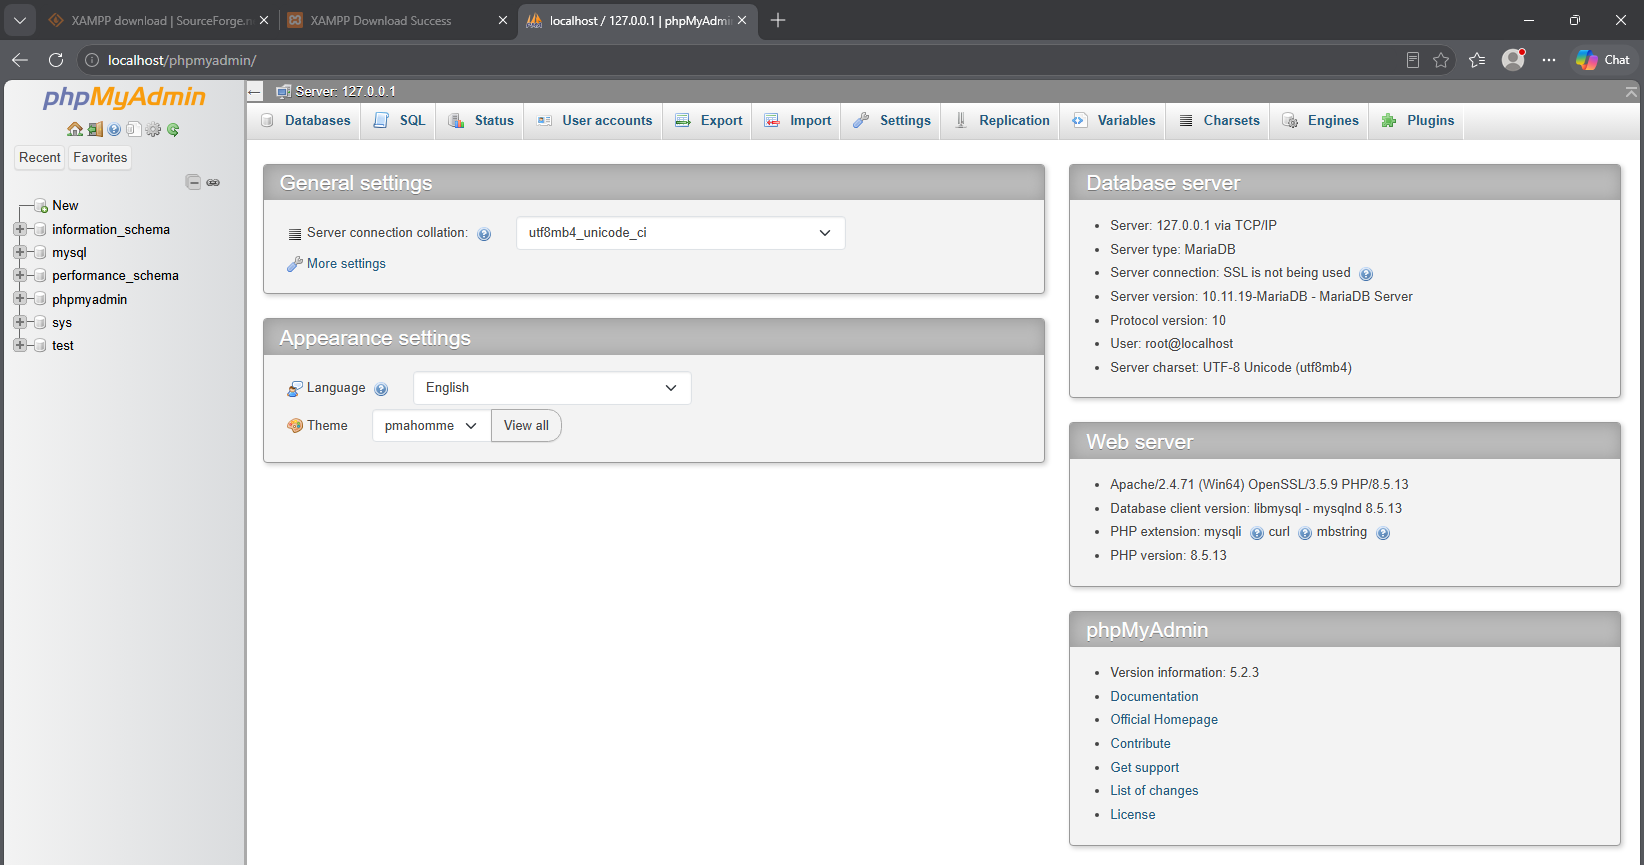 XAMPP download | SourceForge.n
XAMPP Download Success
localhost / 127.0.0.1 | phpMyAdmi
localhost/phpmyadmin/
Chat
phpMyAdmin
Recent
Favorites
New
information_schema
mysql
performance_schema
phpmyadmin
sys
test
Server: 127.0.0.1
Databases
SQL
Status
User accounts
Export
Import
Settings
Replication
Variables
Charsets
Engines
Plugins
General settings
Server connection collation:
utf8mb4_unicode_ci
More settings
Appearance settings
Language
English
Theme
pmahomme
View all
Database server
Server: 127.0.0.1 via TCP/IP
Server type: MariaDB
Server connection: SSL is not being used
Server version: 10.11.19-MariaDB - MariaDB Server
Protocol version: 10
User: root@localhost
Server charset: UTF-8 Unicode (utf8mb4)
Web server
Apache/2.4.71 (Win64) OpenSSL/3.5.9 PHP/8.5.13
Database client version: libmysql - mysqlnd 8.5.13
PHP extension: mysqli curl mbstring
PHP version: 8.5.13
phpMyAdmin
Version information: 5.2.3
Documentation
Official Homepage
Contribute
Get support
List of changes
License